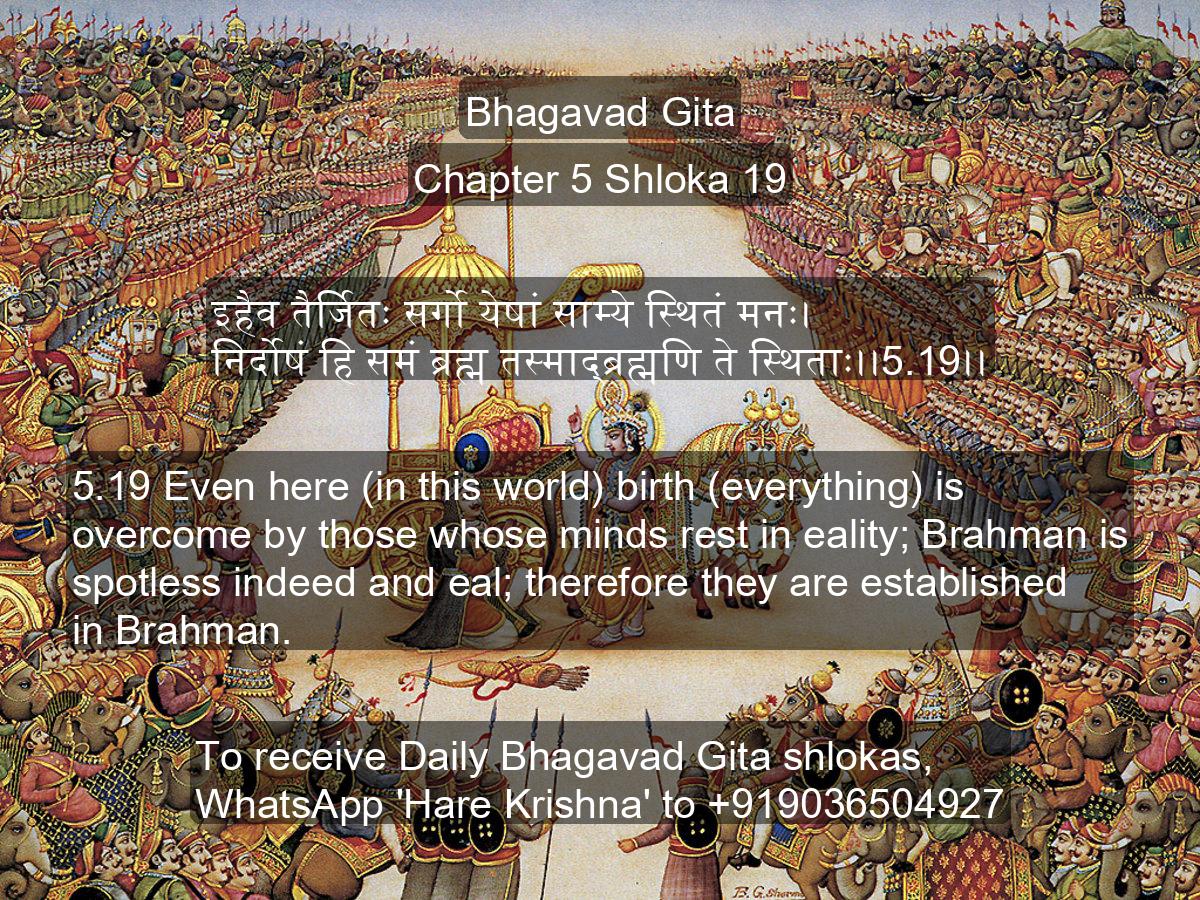 Bhagavad Gita
Chapter 5 Shloka 19
इहैव तैर्जितः सर्गो येषां साम्ये स्थितं मनः।
निर्दोषं हि समं ब्रह्म तस्माद्ब्रह्मणि ते स्थिताः।।5.19।।
5.19 Even here (in this world) birth (everything) is
overcome by those whose minds rest in eality; Brahman is
spotless indeed and eal; therefore they are established
in Brahman.
To receive Daily Bhagavad Gita shlokas,
WhatsApp 'Hare Krishna' to +919036504927
B.G. Sharma